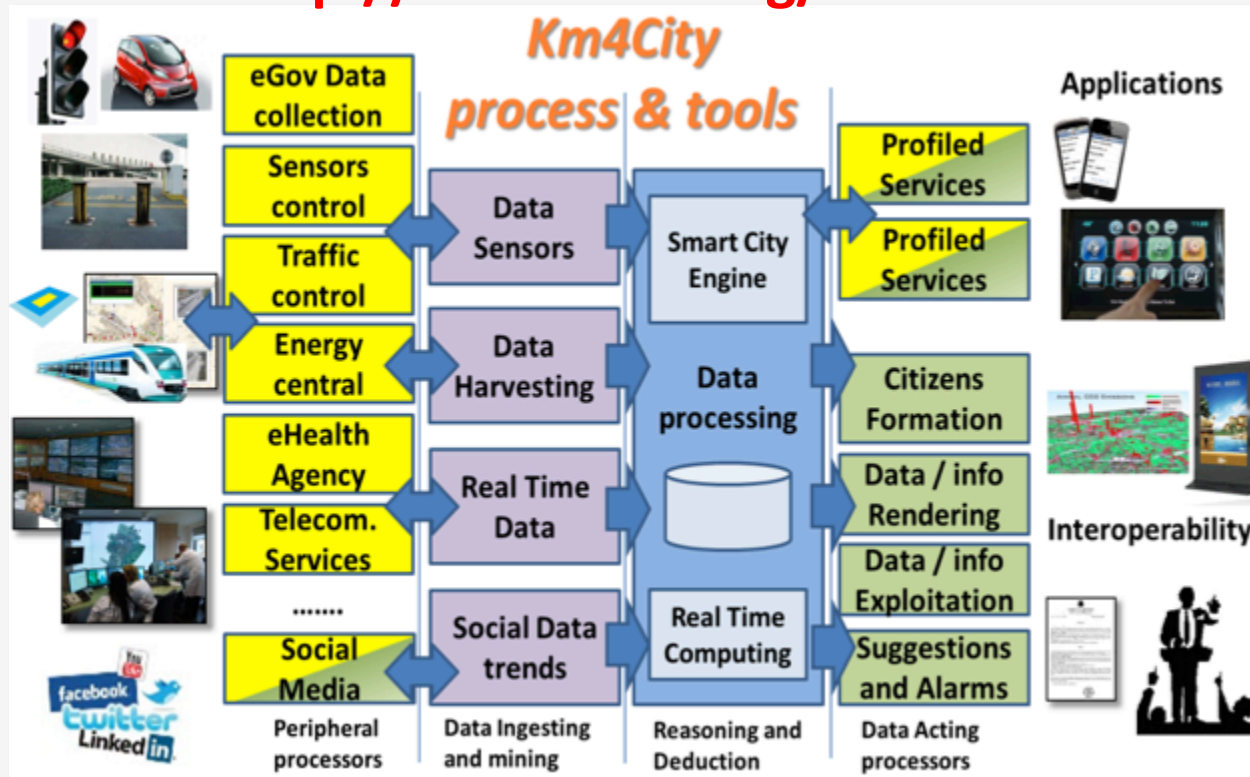 Km4City
process & tools
eGov Data
collection
Sensors
control
Traffic
control
Energy
central
eHealth
Agency
Telecom.
Services
.......
Social
Media
Peripheral
processors
Data
Sensors
Data
Harvesting
Real Time
Data
Social Data
trends
Data Ingesting
and mining
Smart City
Engine
Data
processing
Real Time
Computing
Reasoning and
Deduction
Profiled
Services
Profiled
Services
Citizens
Formation
Data / info
Rendering
Data / info
Exploitation
Suggestions
and Alarms
Data Acting
processors
Applications
Interoperability
You
facebook
twitter
Linked in